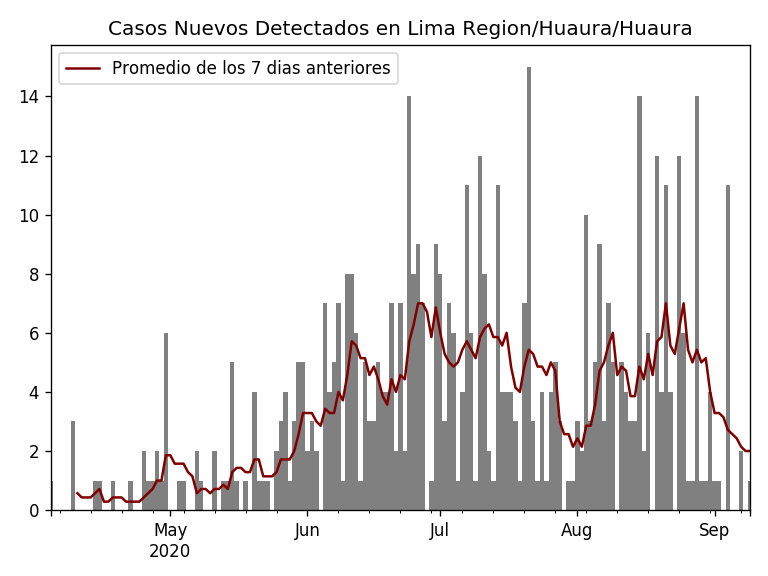 Casos Nuevos Detectados en Lima Region/Huaura/Huaura
Promedio de los 7 dias anteriores
14
12
10
8
6
4
2
0
May
2020
Jun
Jul
Aug
Sep